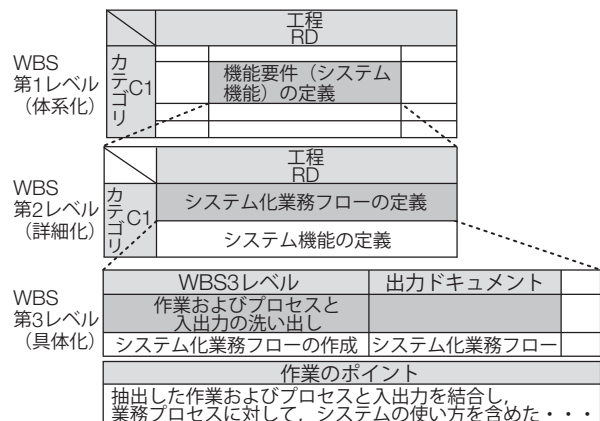 工程
RD
WBS
第1レベル
（体系化）
カテゴリ
C1
機能要件（システム
機能）の定義
工程
RD
WBS
第2レベル
（詳細化）
カテゴリ
C1
システム化業務フローの定義
システム機能の定義
WBS
第3レベル
（具体化）
WBS3レベル
出力ドキュメント
作業およびプロセスと
入出力の洗い出し
システム化業務フローの作成
システム化業務フロー
作業のポイント
抽出した作業およびプロセスと入出力を結合し，
業務プロセスに対して，システムの使い方を含めた・・・